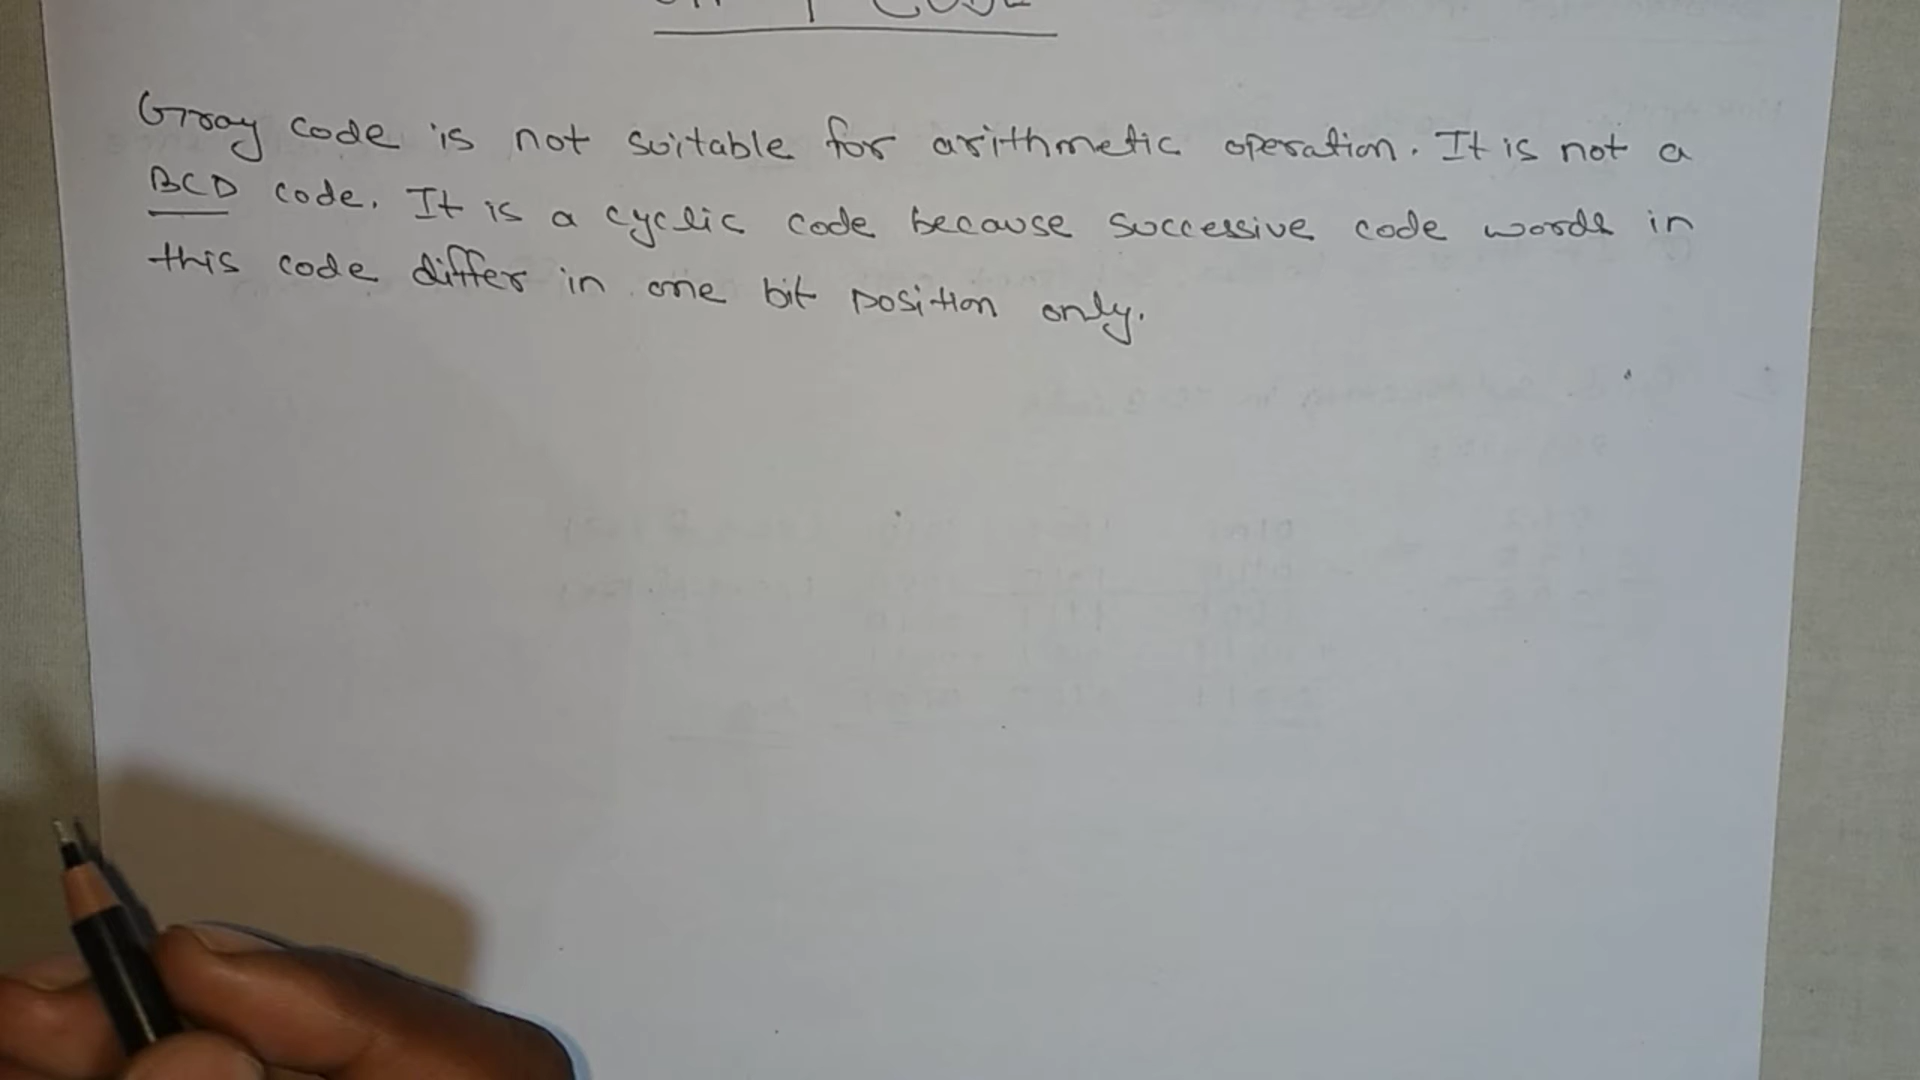 Code
Gray code is not suitable for arithmetic operation. It is not a
BCD code. It is a cyclic code because successive code words in
this code differ in one bit position only.